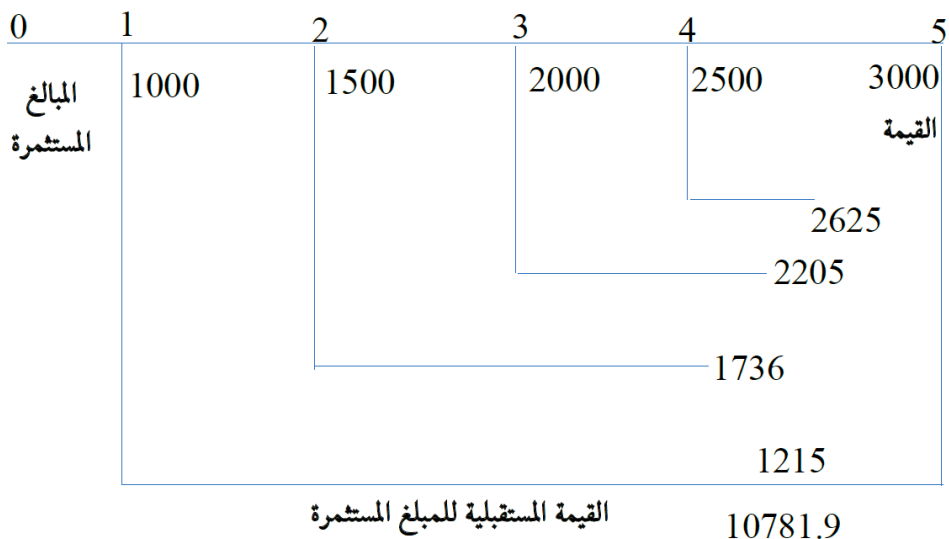 0 1 2 3 4 5
المبالغ
المستثمرة
1000 1500 2000 2500 3000
القيمة
2625
2205
1736
1215
القيمة المستقبلية للمبلغ المستثمرة
10781.9